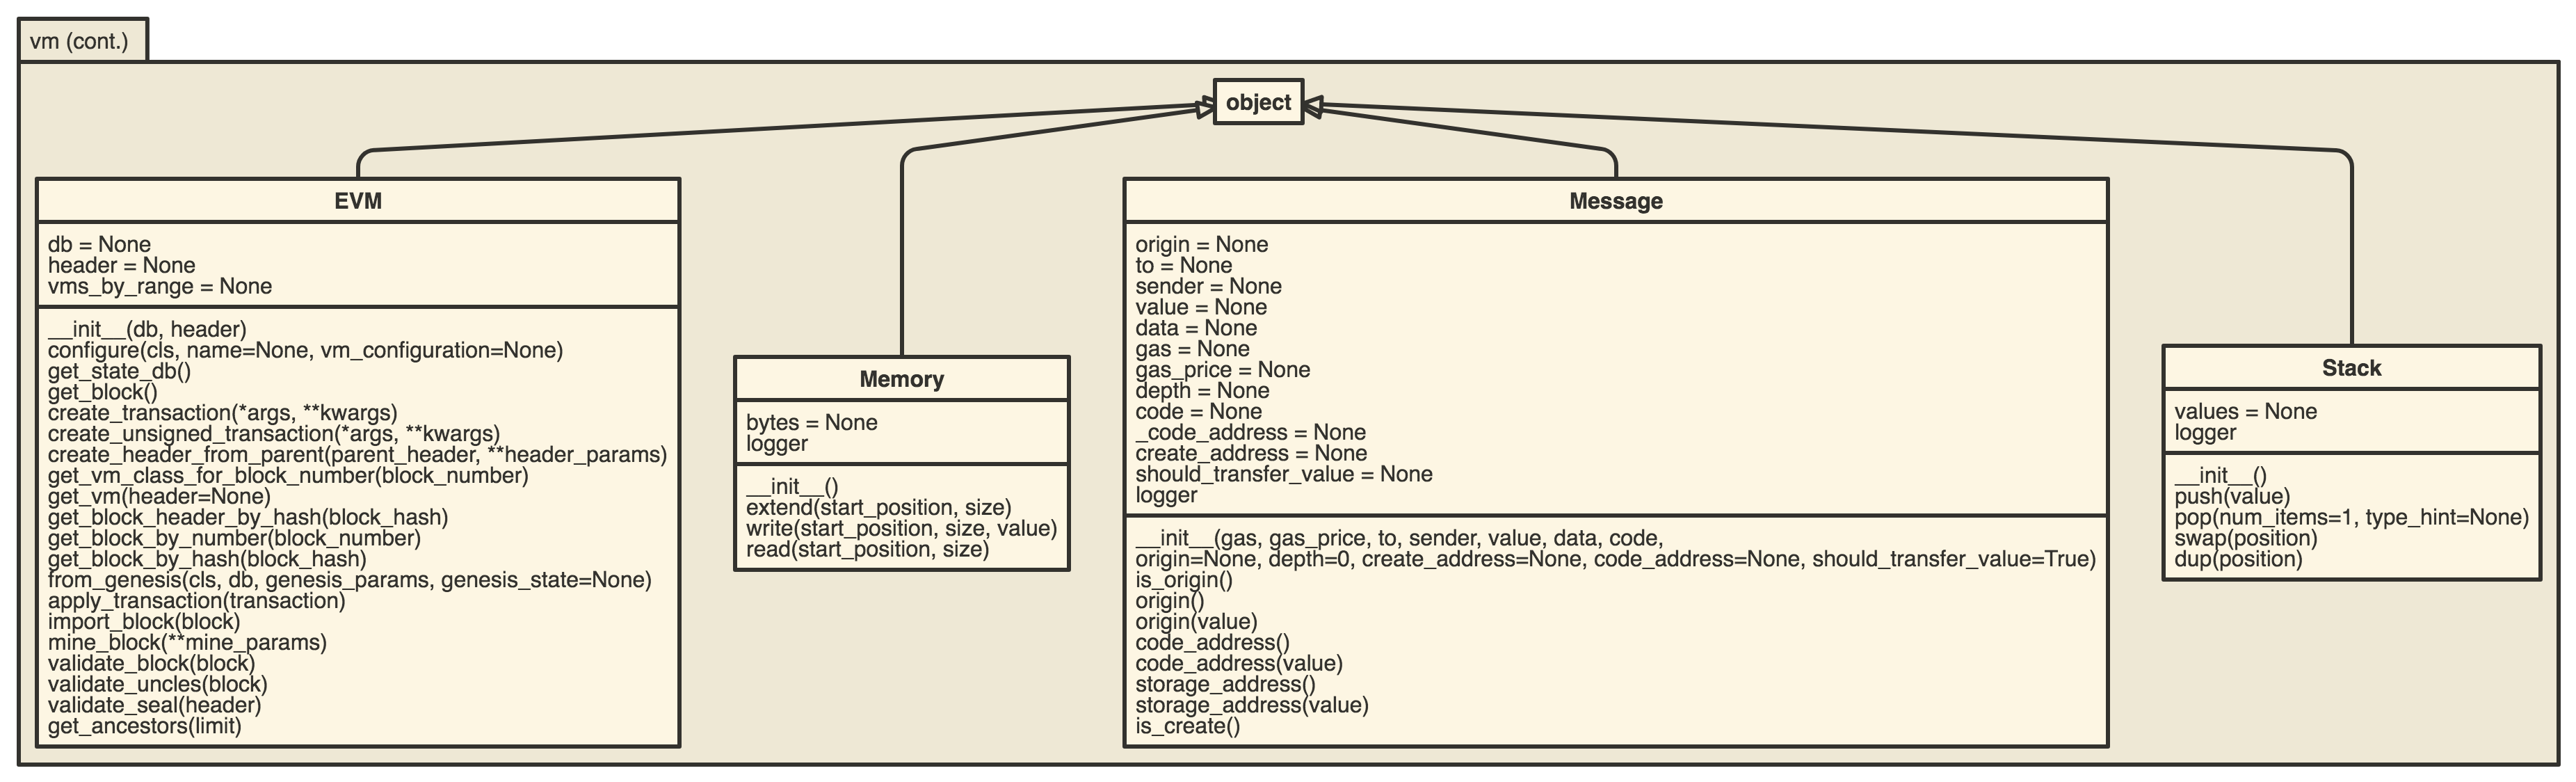 vm (cont.)
object
EVM
db = None
header = None
vms_by_range = None
__init__(db, header)
configure(cls, name=None, vm_configuration=None)
get_state_db()
get_block()
create_transaction(*args, **kwargs)
create_unsigned_transaction(*args, **kwargs)
create_header_from_parent(parent_header, **header_params)
get_vm_class_for_block_number(block_number)
get_vm(header=None)
get_block_header_by_hash(block_hash)
get_block_by_number(block_number)
get_block_by_hash(block_hash)
from_genesis(cls, db, genesis_params, genesis_state=None)
apply_transaction(transaction)
import_block(block)
mine_block(**mine_params)
validate_block(block)
validate_uncles(block)
validate_seal(header)
get_ancestors(limit)
Memory
bytes = None
logger
__init__()
extend(start_position, size)
write(start_position, size, value)
read(start_position, size)
Message
origin = None
to = None
sender = None
value = None
data = None
gas = None
gas_price = None
depth = None
code = None
_code_address = None
create_address = None
should_transfer_value = None
logger
__init__(gas, gas_price, to, sender, value, data, code,
origin=None, depth=0, create_address=None, code_address=None, should_transfer_value=True)
is_origin()
origin()
origin(value)
code_address()
code_address(value)
storage_address()
storage_address(value)
is_create()
Stack
values = None
logger
__init__()
push(value)
pop(num_items=1, type_hint=None)
swap(position)
dup(position)